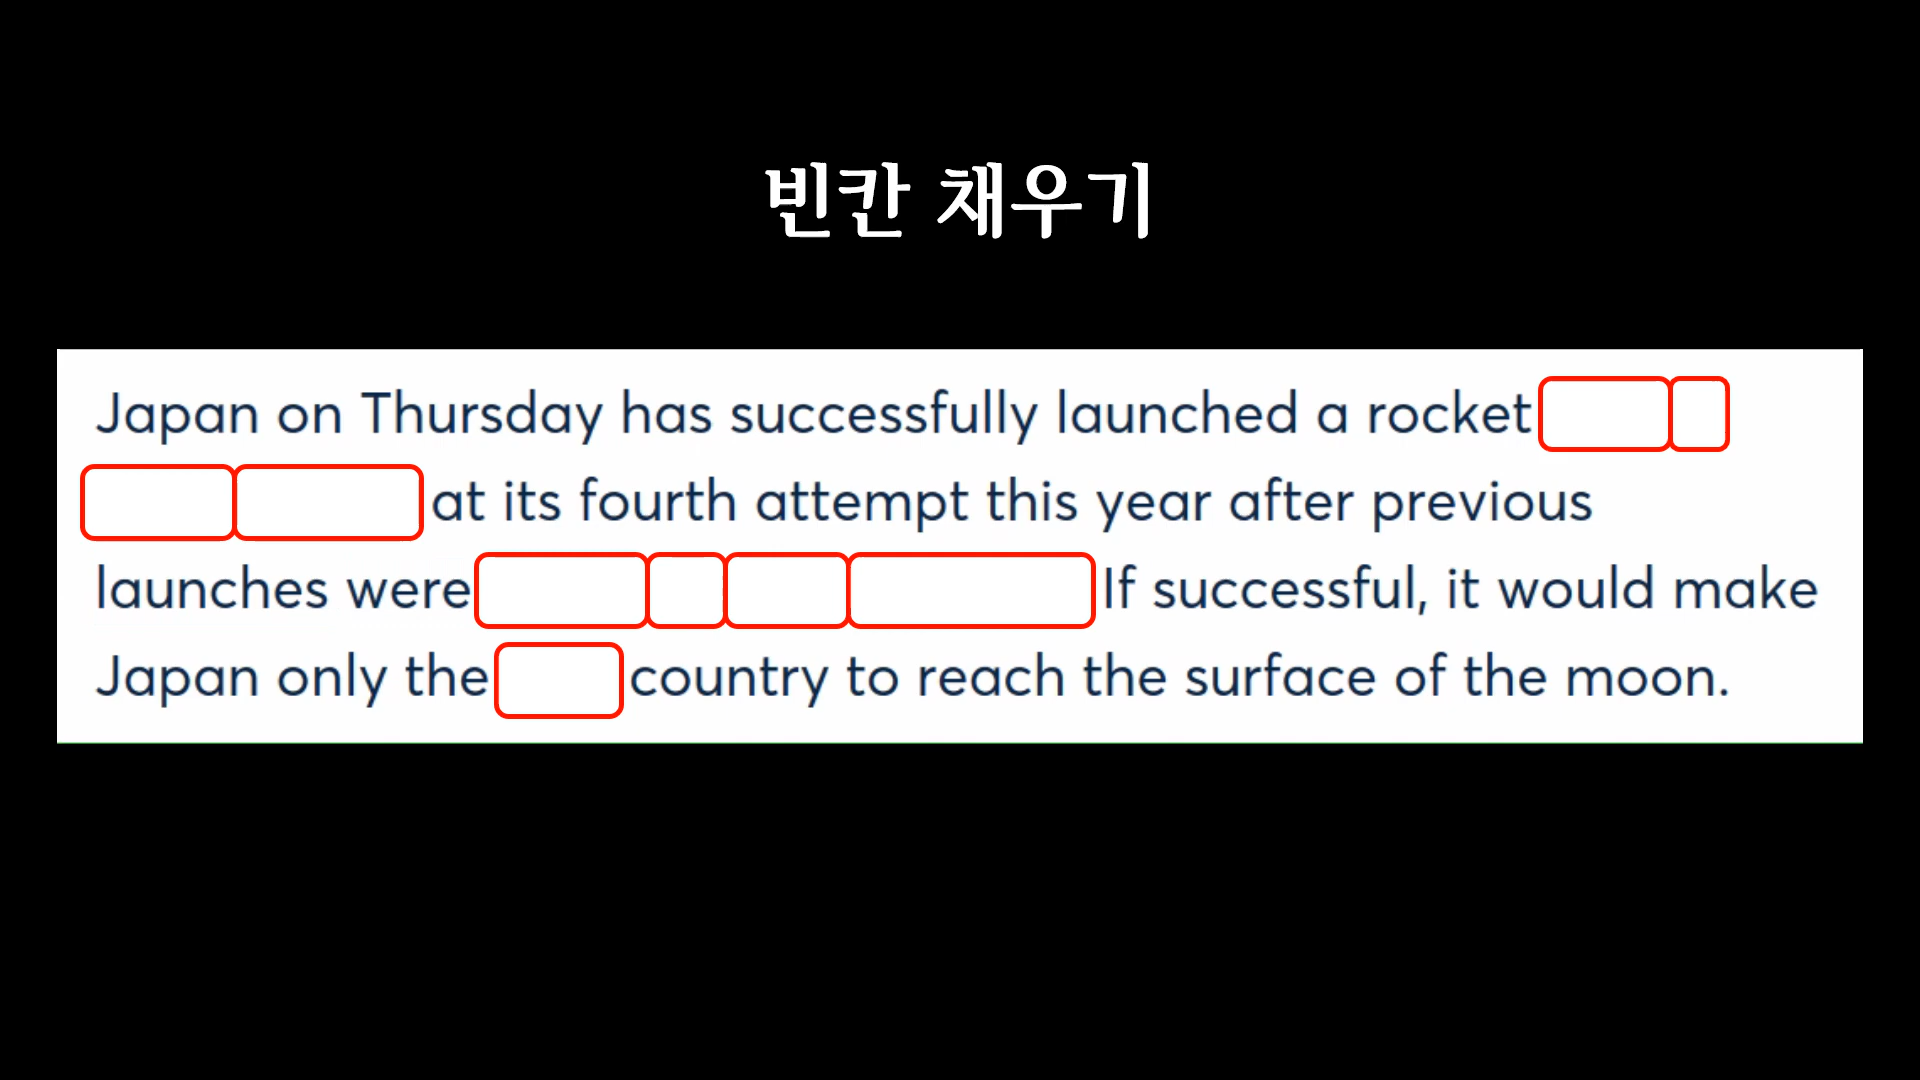 빈칸 채우기
Japan on Thursday has successfully launched a rocket
at its fourth attempt this year after previous
launches were If successful, it would make
Japan only the country to reach the surface of the moon.